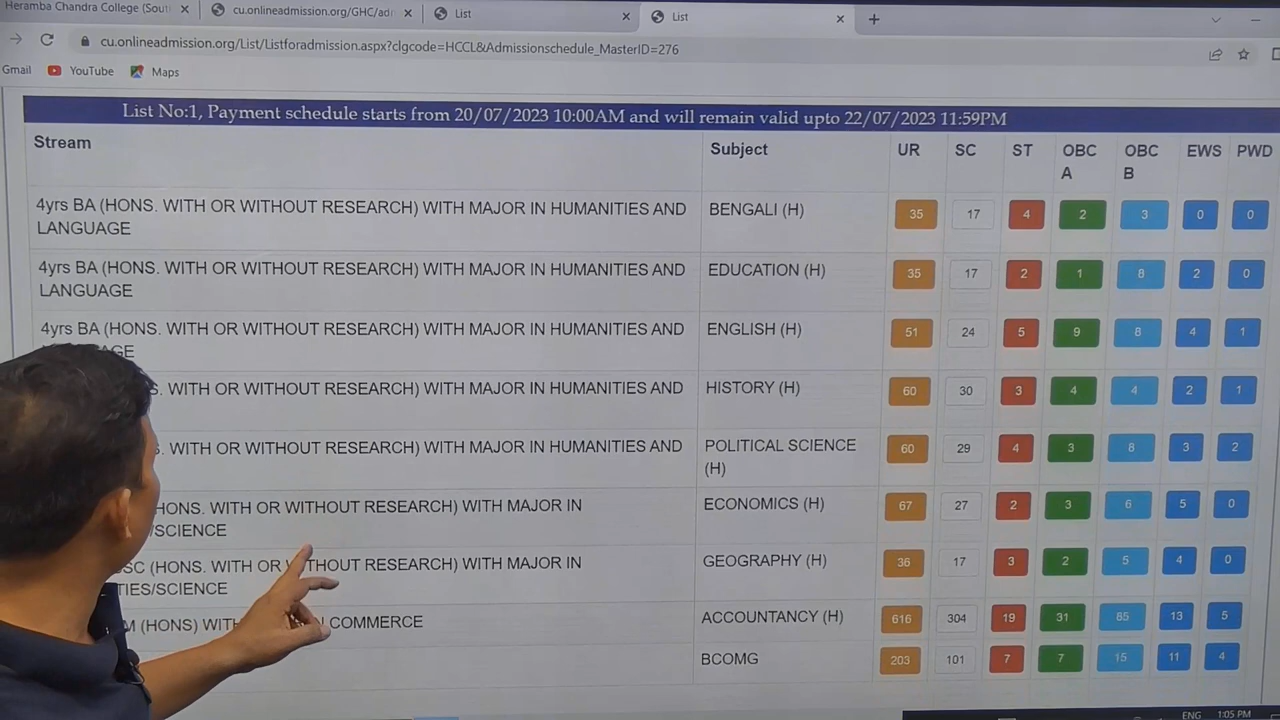 Heramba Chandra College (Sout
cu.onlineadmission.org/GHC/adr
List
List
cu.onlineadmission.org/List/Listforadmission.aspx?clgcode=HCCL&Admissionschedule_MasterID=276
Gmail YouTube Maps
List No:1, Payment schedule starts from 20/07/2023 10:00AM and will remain valid upto 22/07/2023 11:59PM
Stream Subject UR SC ST OBC A OBC B EWS PWD
4yrs BA (HONS. WITH OR WITHOUT RESEARCH) WITH MAJOR IN HUMANITIES AND BENGALI (H) 35 17 4 2 3 0 0
LANGUAGE
4yrs BA (HONS. WITH OR WITHOUT RESEARCH) WITH MAJOR IN HUMANITIES AND EDUCATION (H) 35 17 2 1 8 2 0
LANGUAGE
4yrs BA (HONS. WITH OR WITHOUT RESEARCH) WITH MAJOR IN HUMANITIES AND ENGLISH (H) 51 24 5 9 8 4 1
GE
S. WITH OR WITHOUT RESEARCH) WITH MAJOR IN HUMANITIES AND HISTORY (H) 60 30 3 4 4 2 1
S. WITH OR WITHOUT RESEARCH) WITH MAJOR IN HUMANITIES AND POLITICAL SCIENCE 60 29 4 3 8 3 2
(H)
HONS. WITH OR WITHOUT RESEARCH) WITH MAJOR IN ECONOMICS (H) 67 27 2 3 6 5 0
/SCIENCE
SC (HONS. WITH OR WITHOUT RESEARCH) WITH MAJOR IN GEOGRAPHY (H) 36 17 3 2 5 4 0
TIES/SCIENCE
M (HONS) WITH N COMMERCE ACCOUNTANCY (H) 616 304 19 31 85 13 5
BCOMG 203 101 7 7 15 11 4
ENG 1:05 PM